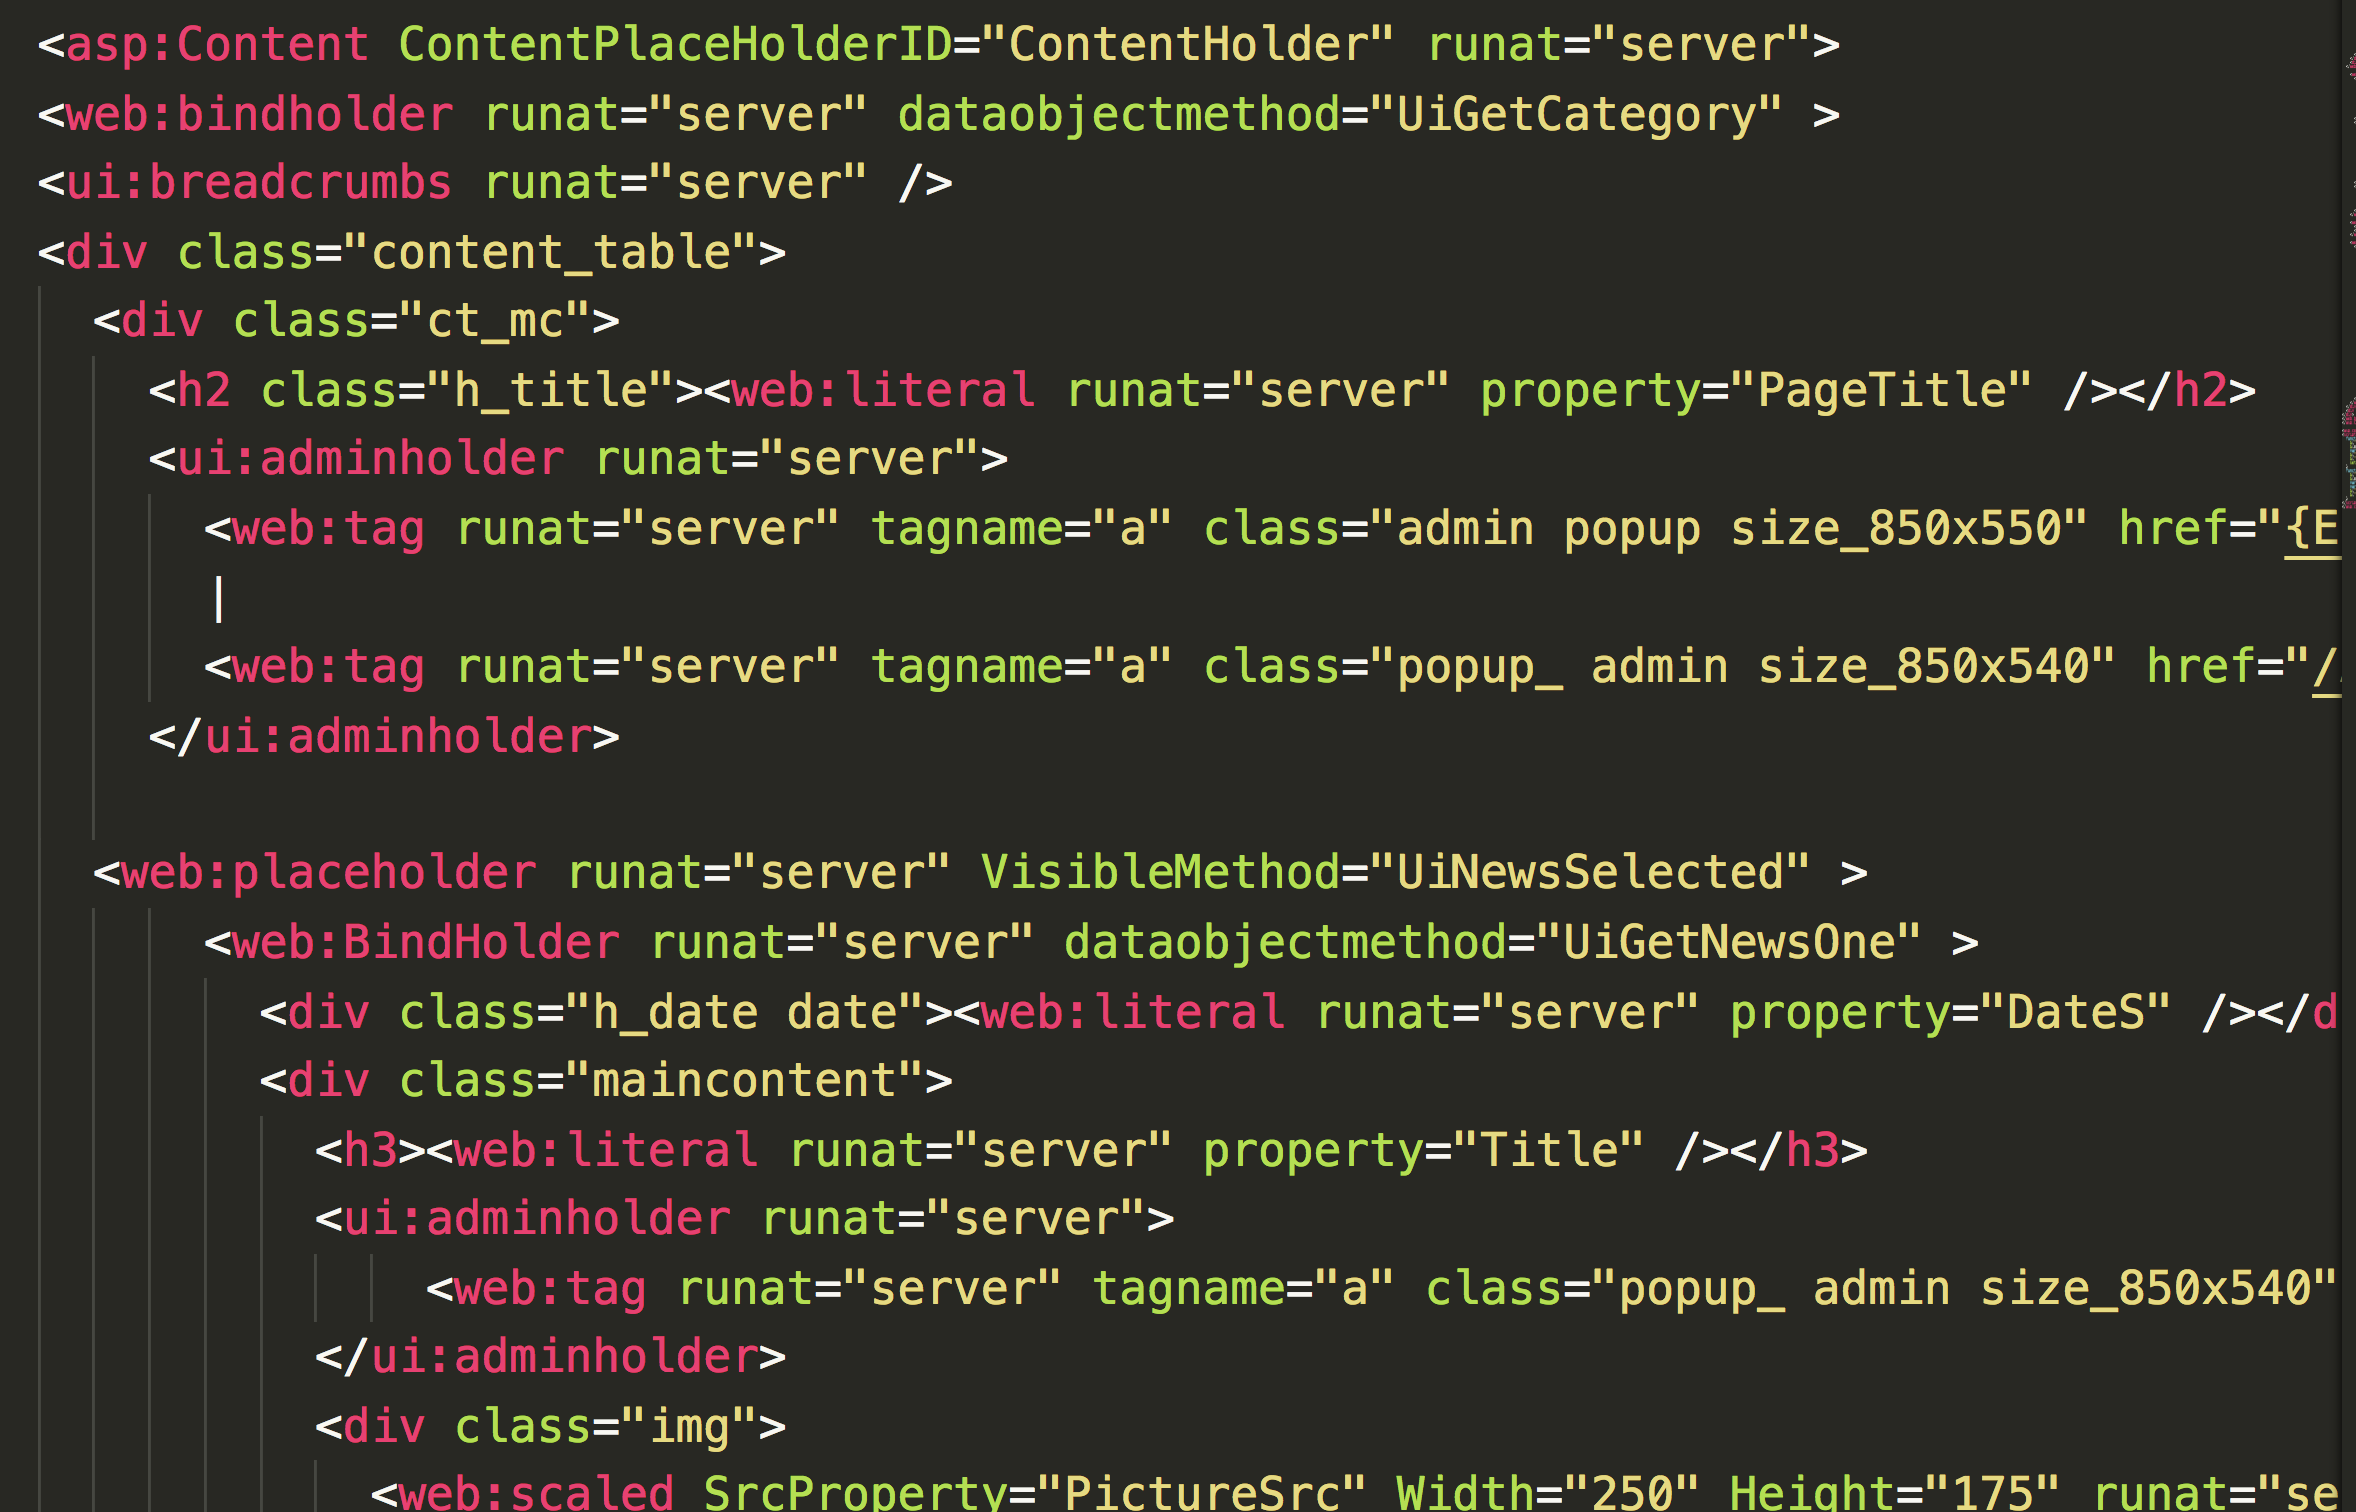 <asp:Content ContentPlaceHolderID="ContentHolder" runat="server">
<web:bindholder runat="server" dataobjectmethod="UiGetCategory" >
<ui:breadcrumbs runat="server" />
<div class="content_table">
<div class="ct_mc">
<h2 class="h_title"><web:literal runat="server" property="PageTitle" /></h2>
<ui:adminholder runat="server">
<web:tag runat="server" tagname="a" class="admin popup size_850x550" href="{E
|
<web:tag runat="server" tagname="a" class="popup_ admin size_850x540" href="//
</ui:adminholder>
<web:placeholder runat="server" VisibleMethod="UiNewsSelected" >
<web:BindHolder runat="server" dataobjectmethod="UiGetNewsOne" >
<div class="h_date date"><web:literal runat="server" property="DateS" /></d
<div class="maincontent">
<h3><web:literal runat="server" property="Title" /></h3>
<ui:adminholder runat="server">
<web:tag runat="server" tagname="a" class="popup_ admin size_850x540"
</ui:adminholder>
<div class="img">
<web:scaled SrcProperty="PictureSrc" Width="250" Height="175" runat="se